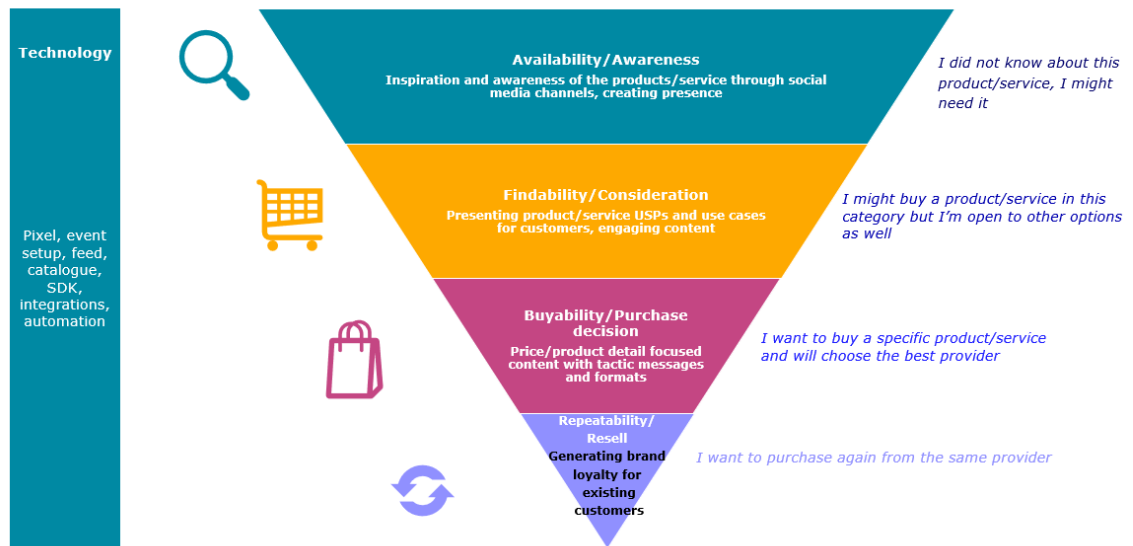 Technology
Pixel, event
setup, feed,
catalogue,
SDK,
integrations,
automation
Availability/Awareness
Inspiration and awareness of the products/service through social
media channels, creating presence
I did not know about this
product/service, I might
need it
Findability/Consideration
Presenting product/service USPs and use cases
for customers, engaging content
I might buy a product/service in this
category but I’m open to other options
as well
Buyability/Purchase
decision
Price/product detail focused
content with tactic messages
and formats
I want to buy a specific product/service
and will choose the best provider
Repeatability/
Resell
Generating brand
loyalty for
existing
customers
I want to purchase again from the same provider